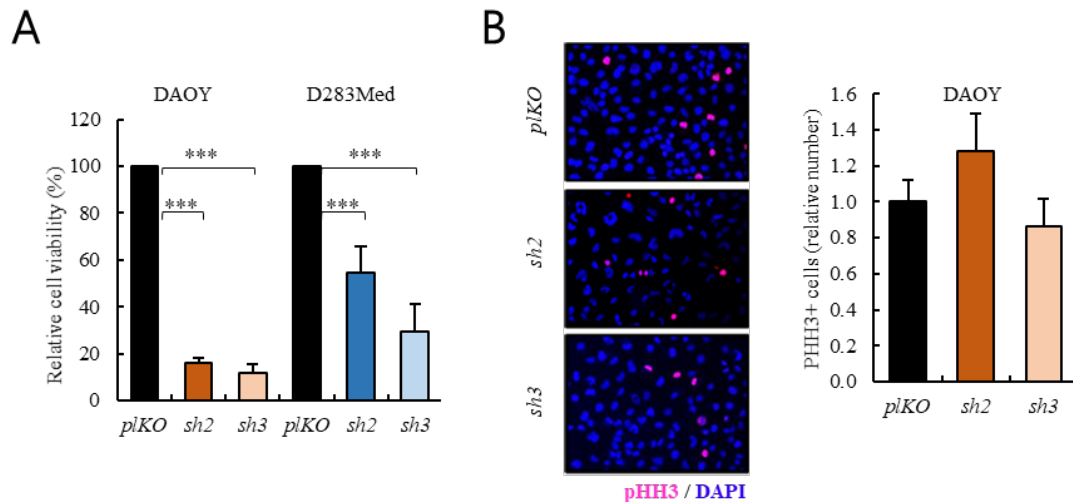 A
DAOY
D283Med
Relative cell viability (%)
120
100
80
60
40
20
0
***
***
***
***
plKO
sh2
sh3
plKO
sh2
sh3
B
plKO
sh2
sh3
pHH3 / DAPI
DAOY
PHH3+ cells (relative number)
1.6
1.4
1.2
1.0
0.8
0.6
0.4
0.2
0.0
plKO
sh2
sh3